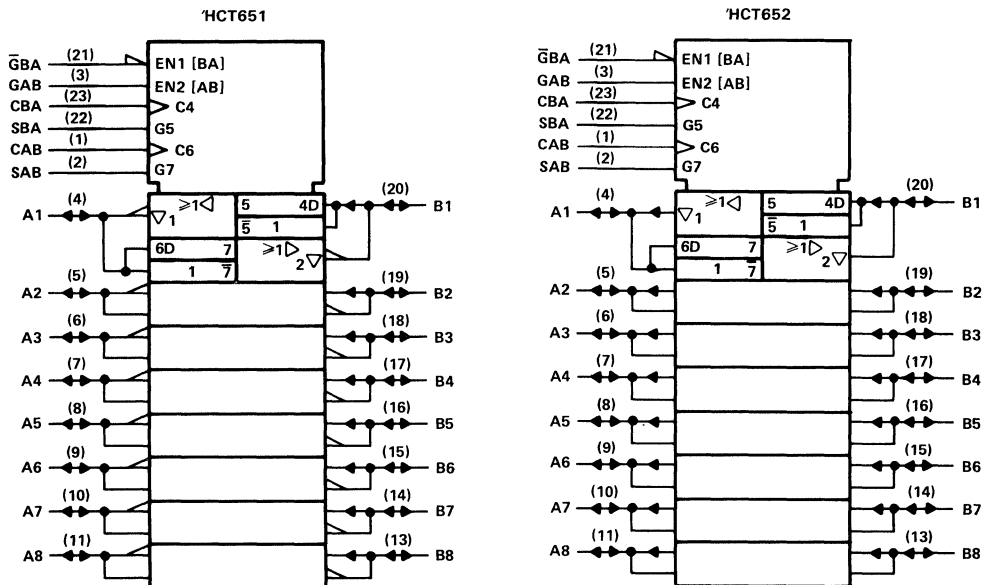 'HCT651
G̅BA (21) EN1 [BA]
GAB (3) EN2 [AB]
CBA (23) C4
SBA (22) G5
CAB (1) C6
SAB (2) G7
A1 (4) ≥1 1 5 4D (20) B1
5̅ 1
6D 7 ≥1 2
1 7̅
A2 (5) (19) B2
A3 (6) (18) B3
A4 (7) (17) B4
A5 (8) (16) B5
A6 (9) (15) B6
A7 (10) (14) B7
A8 (11) (13) B8
'HCT652
G̅BA (21) EN1 [BA]
GAB (3) EN2 [AB]
CBA (23) C4
SBA (22) G5
CAB (1) C6
SAB (2) G7
A1 (4) ≥1 1 5 4D (20) B1
5̅ 1
6D 7 ≥1 2
1 7̅
A2 (5) (19) B2
A3 (6) (18) B3
A4 (7) (17) B4
A5 (8) (16) B5
A6 (9) (15) B6
A7 (10) (14) B7
A8 (11) (13) B8